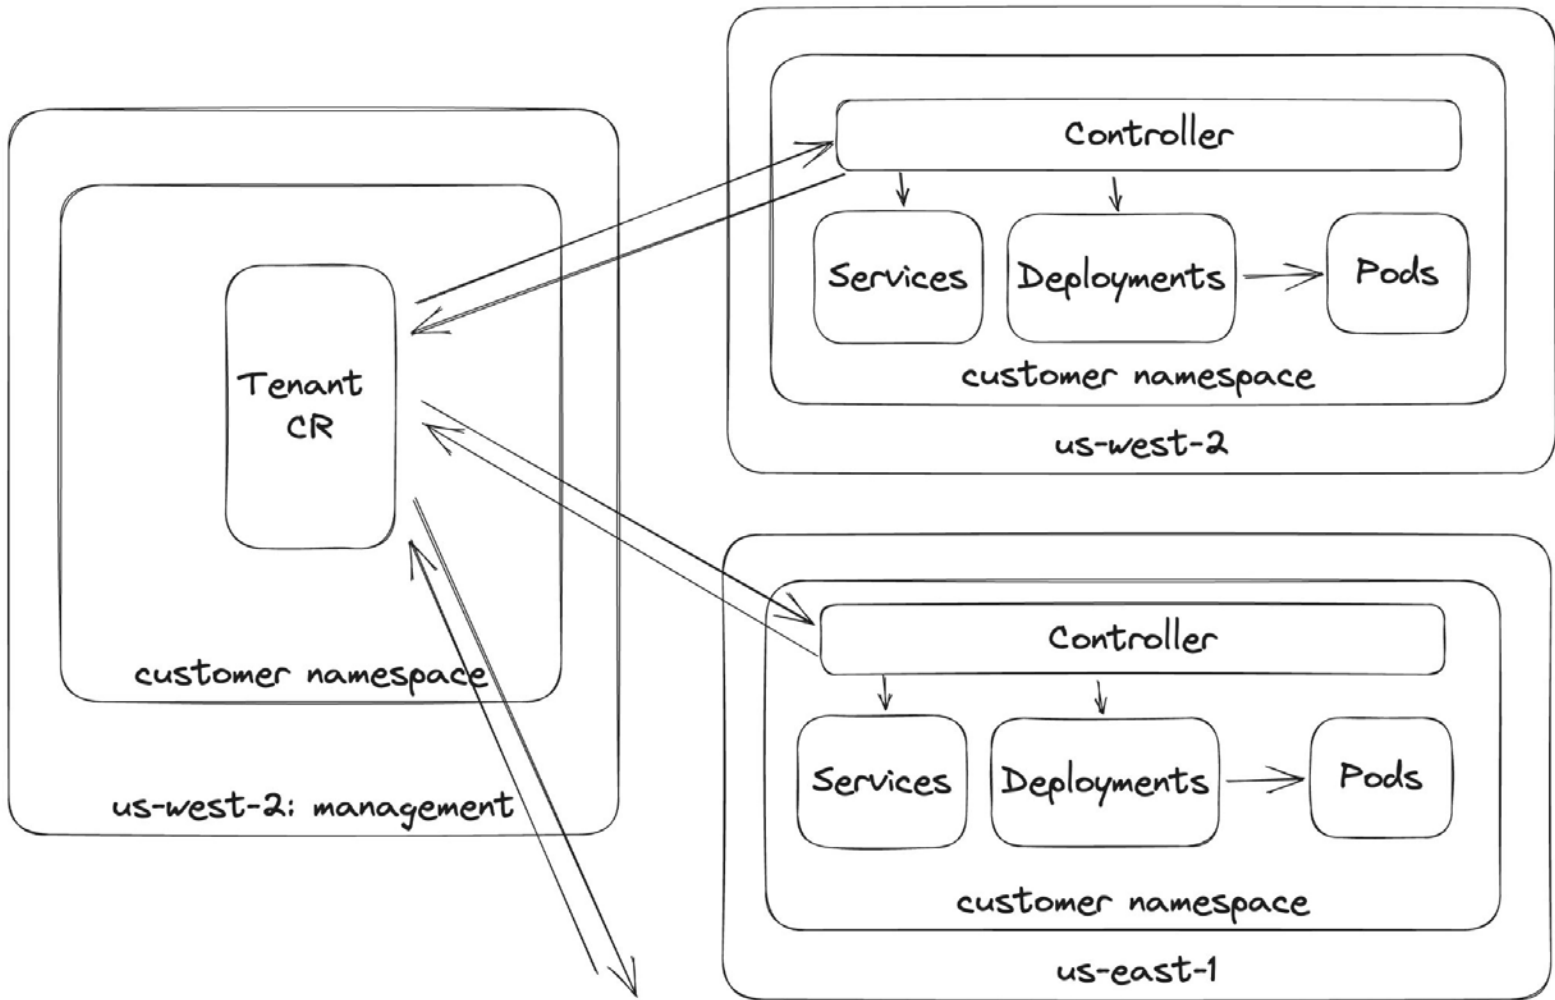 Tenant
CR
customer namespace
us-west-2: management
Controller
Services
Deployments
Pods
customer namespace
us-west-2
Controller
Services
Deployments
Pods
customer namespace
us-east-1